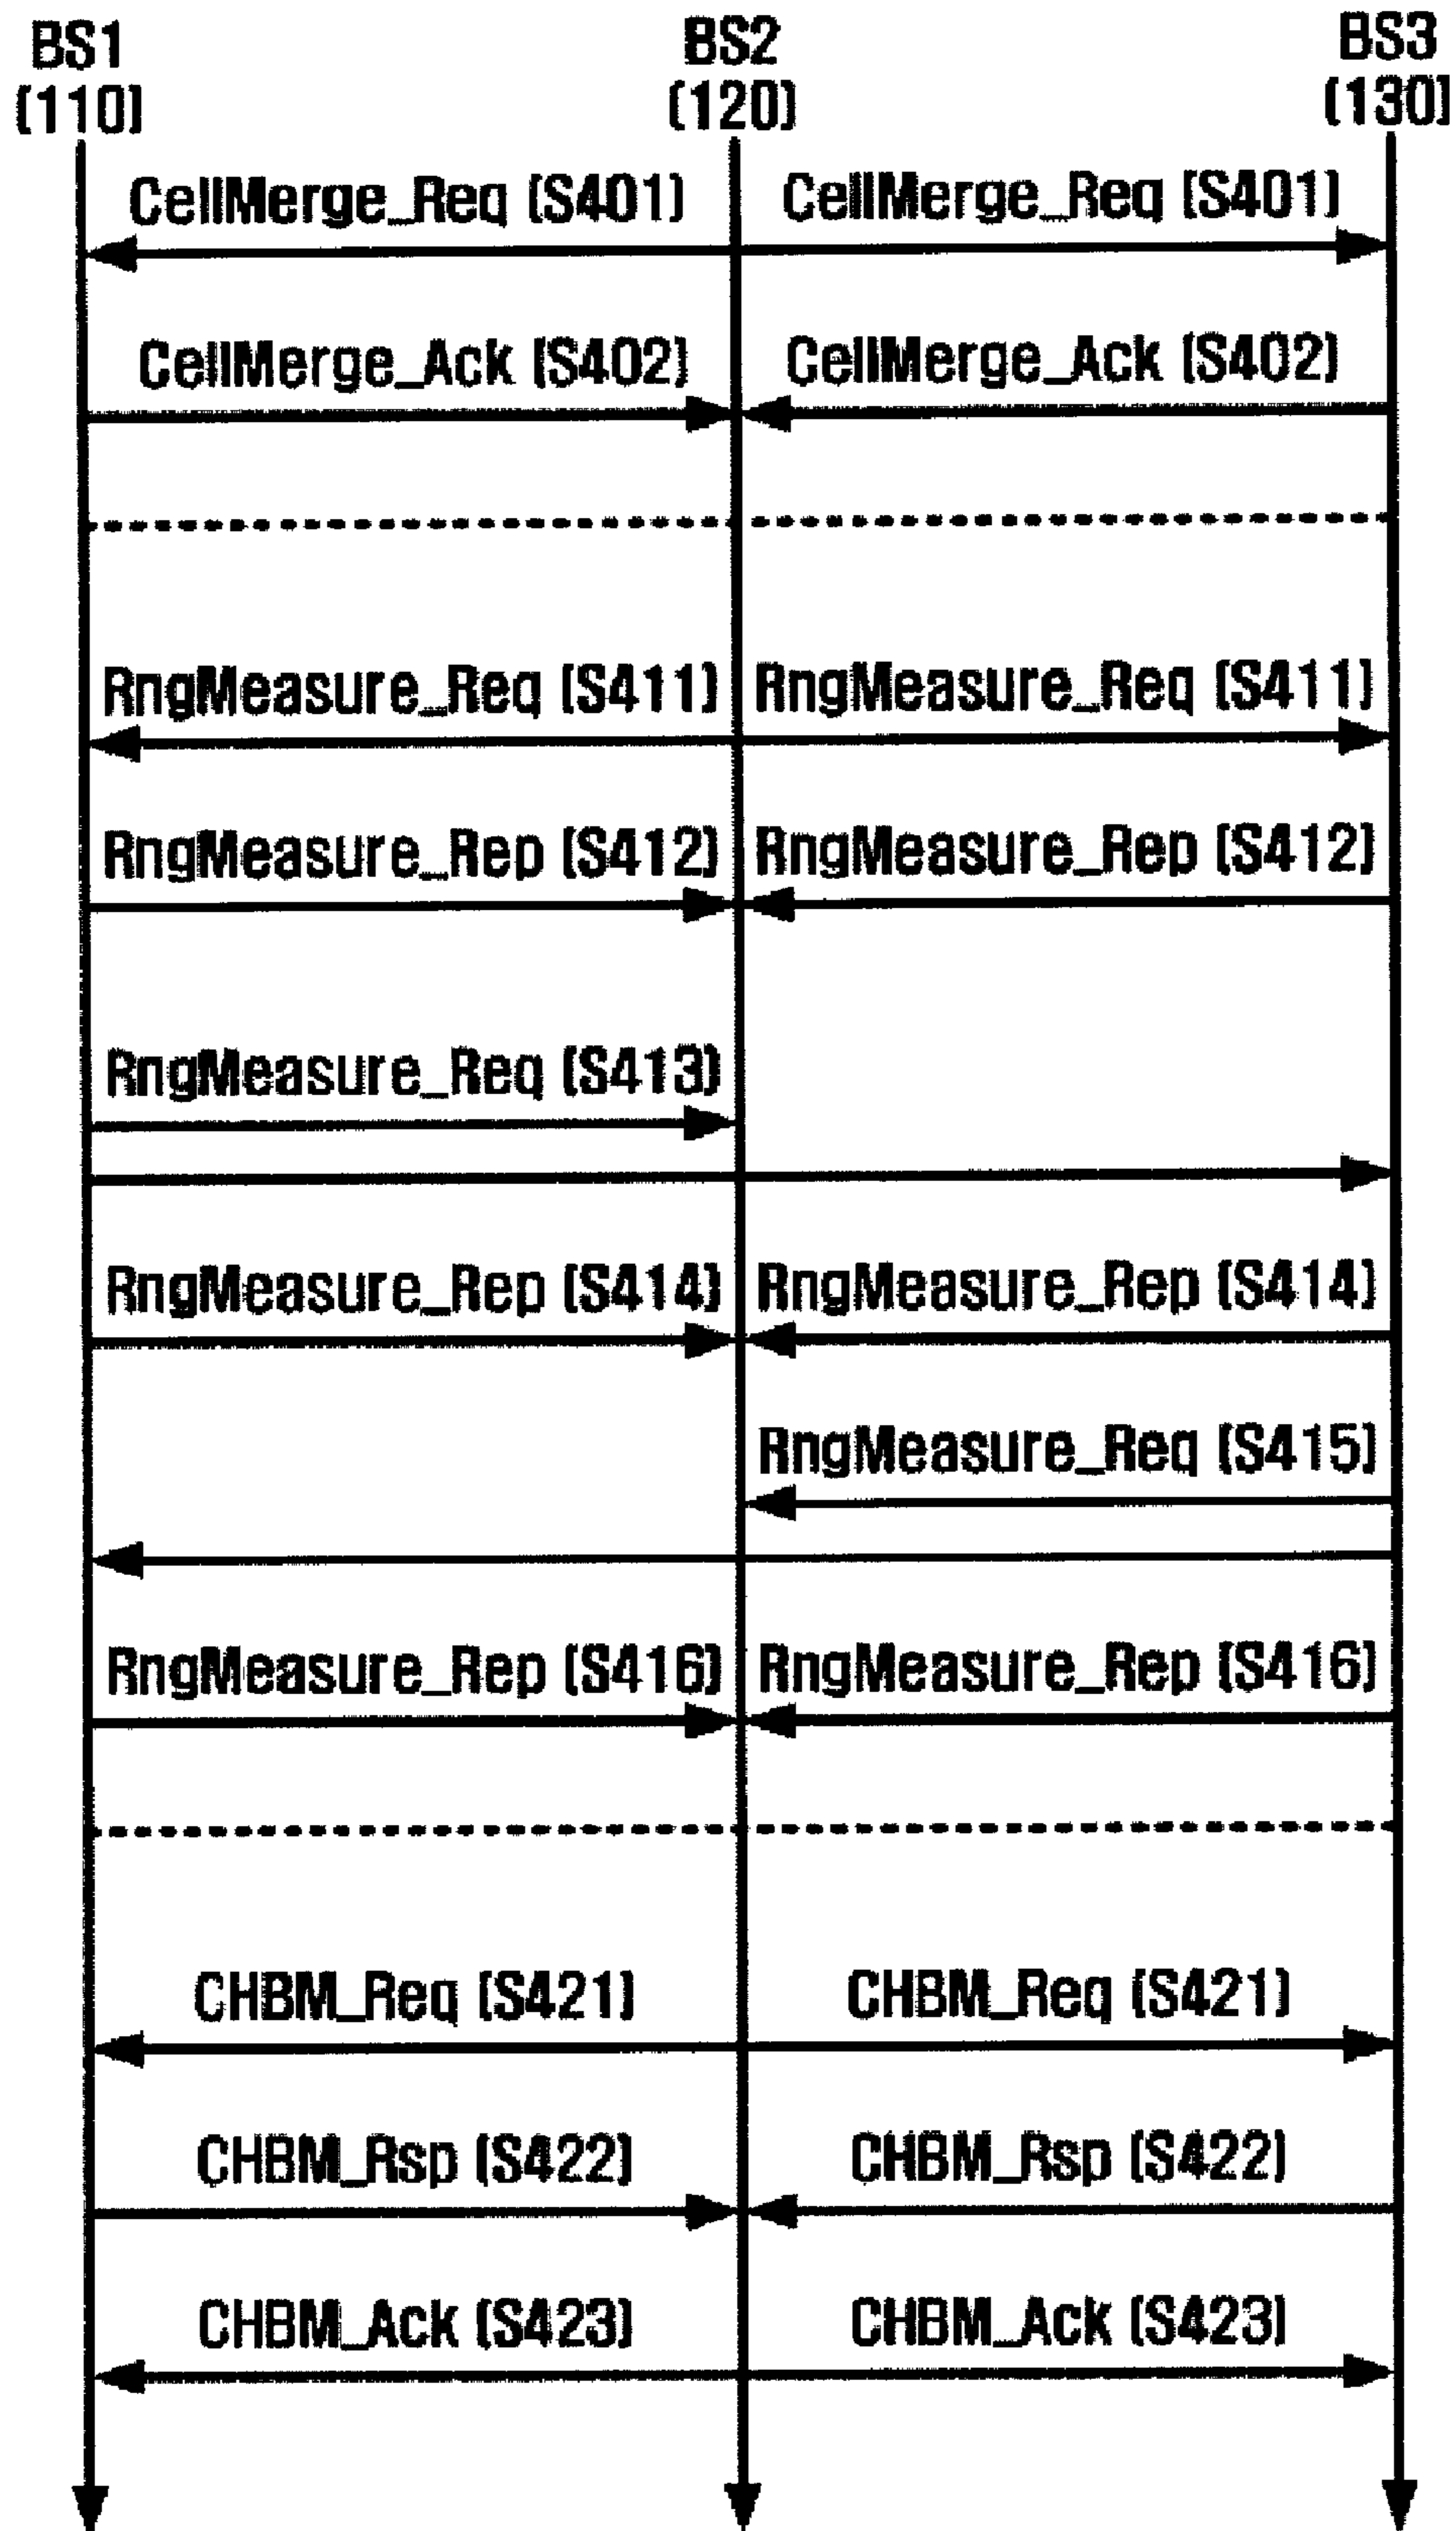 BS1 BS2 BS3
(110) (120) (130)
CellMerge_Req (S401) CellMerge_Req (S401)
CellMerge_Ack (S402) CellMerge_Ack (S402)
RngMeasure_Req (S411) RngMeasure_Req (S411)
RngMeasure_Rep (S412) RngMeasure_Rep (S412)
RngMeasure_Req (S413)
RngMeasure_Rep (S414) RngMeasure_Rep (S414)
RngMeasure_Req (S415)
RngMeasure_Rep (S416) RngMeasure_Rep (S416)
CHBM_Req (S421) CHBM_Req (S421)
CHBM_Rsp (S422) CHBM_Rsp (S422)
CHBM_Ack (S423) CHBM_Ack (S423)